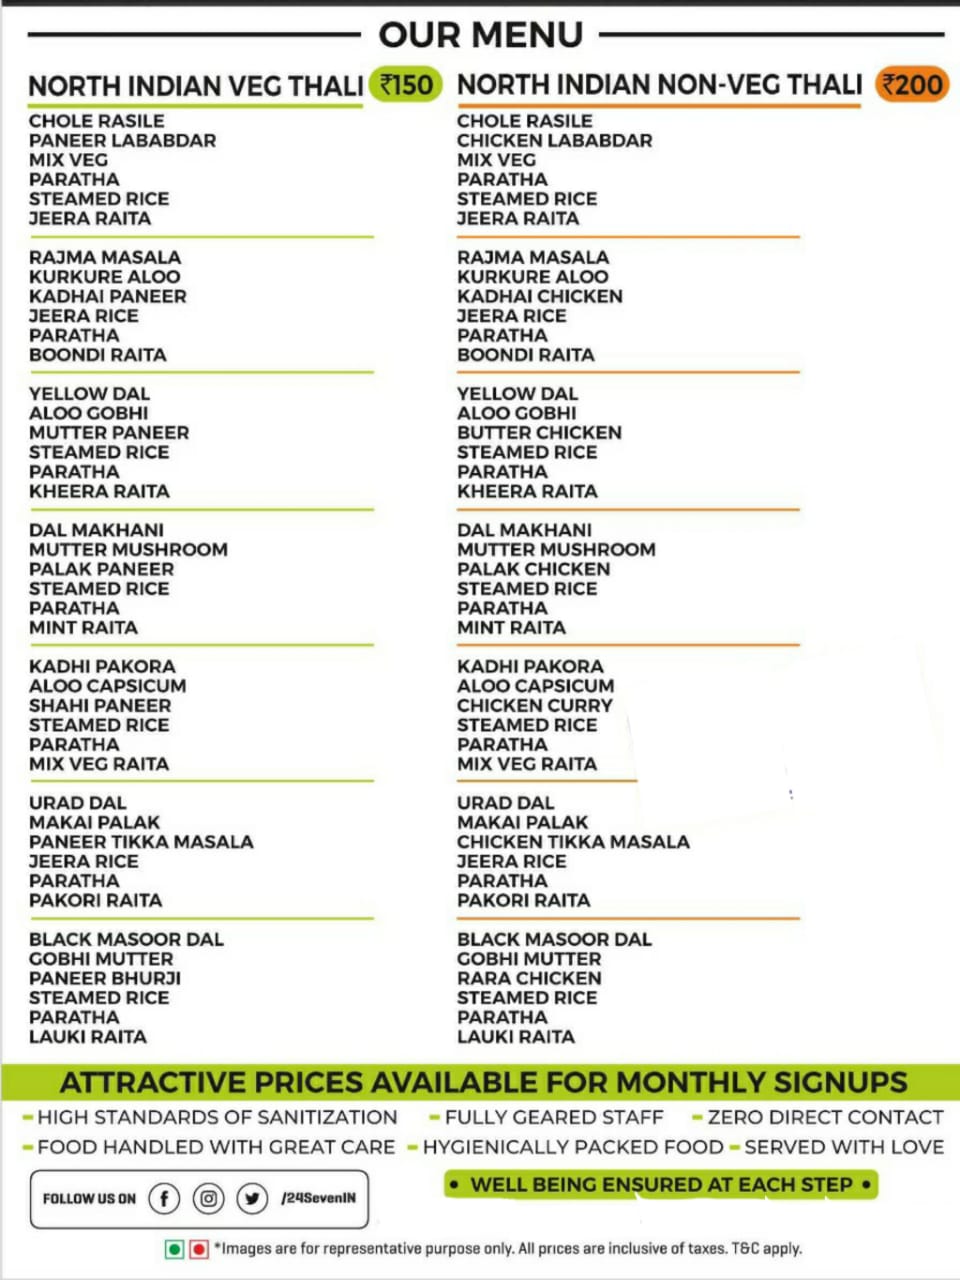 OUR MENU
NORTH INDIAN VEG THALI ₹150
CHOLE RASILE
PANEER LABABDAR
MIX VEG
PARATHA
STEAMED RICE
JEERA RAITA
RAJMA MASALA
KURKURE ALOO
KADHAI PANEER
JEERA RICE
PARATHA
BOONDI RAITA
YELLOW DAL
ALOO GOBHI
MUTTER PANEER
STEAMED RICE
PARATHA
KHEERA RAITA
DAL MAKHANI
MUTTER MUSHROOM
PALAK PANEER
STEAMED RICE
PARATHA
MINT RAITA
KADHI PAKORA
ALOO CAPSICUM
SHAHI PANEER
STEAMED RICE
PARATHA
MIX VEG RAITA
URAD DAL
MAKAI PALAK
PANEER TIKKA MASALA
JEERA RICE
PARATHA
PAKORI RAITA
BLACK MASOOR DAL
GOBHI MUTTER
PANEER BHURJI
STEAMED RICE
PARATHA
LAUKI RAITA
NORTH INDIAN NON-VEG THALI ₹200
CHOLE RASILE
CHICKEN LABABDAR
MIX VEG
PARATHA
STEAMED RICE
JEERA RAITA
RAJMA MASALA
KURKURE ALOO
KADHAI CHICKEN
JEERA RICE
PARATHA
BOONDI RAITA
YELLOW DAL
ALOO GOBHI
BUTTER CHICKEN
STEAMED RICE
PARATHA
KHEERA RAITA
DAL MAKHANI
MUTTER MUSHROOM
PALAK CHICKEN
STEAMED RICE
PARATHA
MINT RAITA
KADHI PAKORA
ALOO CAPSICUM
CHICKEN CURRY
STEAMED RICE
PARATHA
MIX VEG RAITA
URAD DAL
MAKAI PALAK
CHICKEN TIKKA MASALA
JEERA RICE
PARATHA
PAKORI RAITA
BLACK MASOOR DAL
GOBHI MUTTER
RARA CHICKEN
STEAMED RICE
PARATHA
LAUKI RAITA
ATTRACTIVE PRICES AVAILABLE FOR MONTHLY SIGNUPS
- HIGH STANDARDS OF SANITIZATION - FULLY GEARED STAFF - ZERO DIRECT CONTACT
- FOOD HANDLED WITH GREAT CARE - HYGIENICALLY PACKED FOOD - SERVED WITH LOVE
FOLLOW US ON /24SevenIN
• WELL BEING ENSURED AT EACH STEP •
*Images are for representative purpose only. All prices are inclusive of taxes. T&C apply.